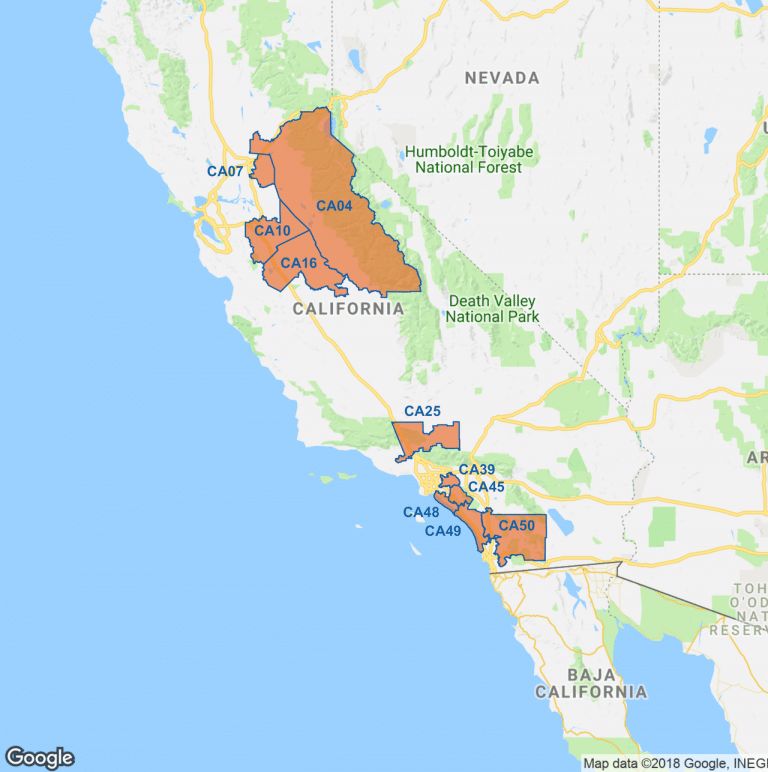 NEVADA
Humboldt-Toiyabe
National Forest
CA07
CA04
CA10
CA16
Death Valley
National Park
CALIFORNIA
CA25
CA39
CA45
CA48
CA50
CA49
AR
TOH
O'OD
NAT
RESERV
BAJA
CALIFORNIA
Google
Map data ©2018 Google, INEGI